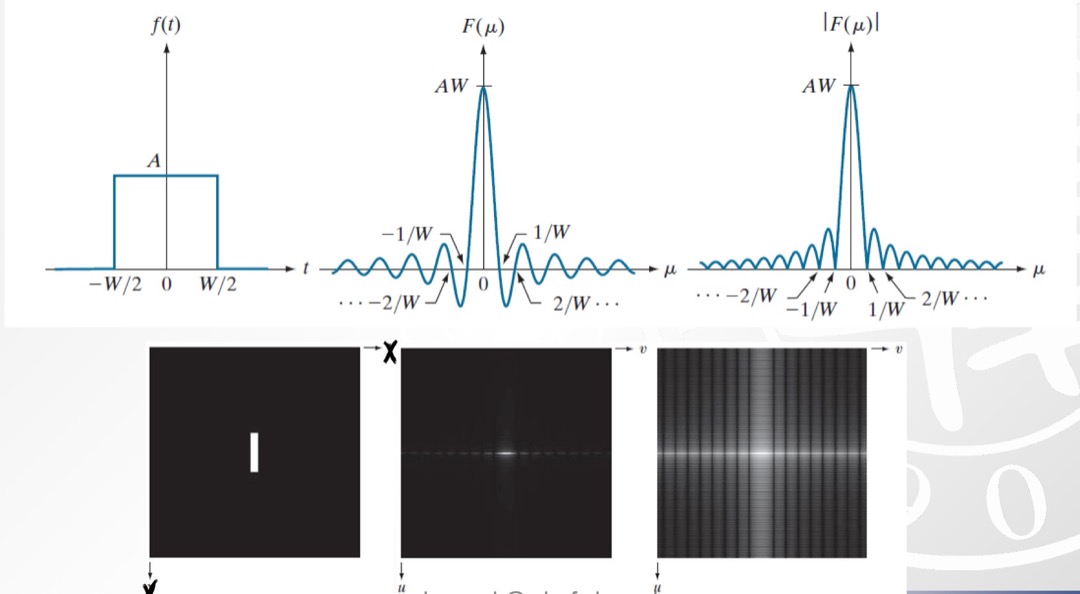 f(t)
F(μ)
|F(μ)|
AW
AW
A
−1/W
1/W
t
μ
μ
−W/2 0 W/2
0
0
···−2/W
2/W···
···−2/W
−1/W
1/W
2/W···
X
v
v
u
u